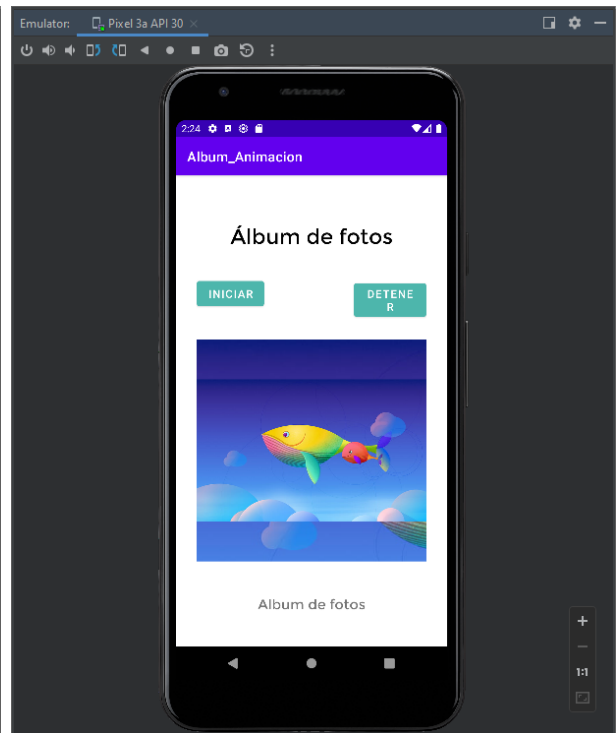 Emulator: Pixel 3a API 30
2:24
Album_Animacion
Álbum de fotos
INICIAR
DETENE
R
Album de fotos
1:1